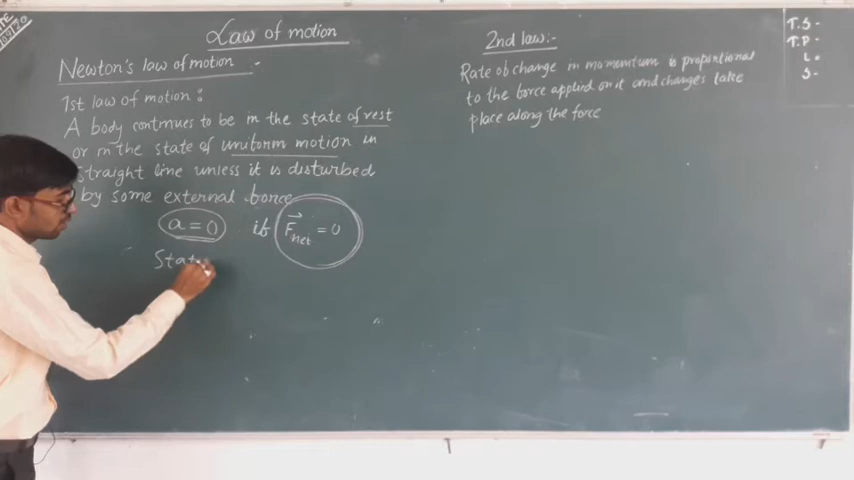 Law of motion
Newton's law of motion :-
1st law of motion :
A body continues to be in the state of rest
or in the state of uniform motion in
straight line unless it is disturbed
by some external force
a = 0 if F⃗net = 0
Stat
2nd law:-
Rate of change in momentum is proportional
to the force applied on it and changes take
place along the force
T.S -
T.P -
L -
S -